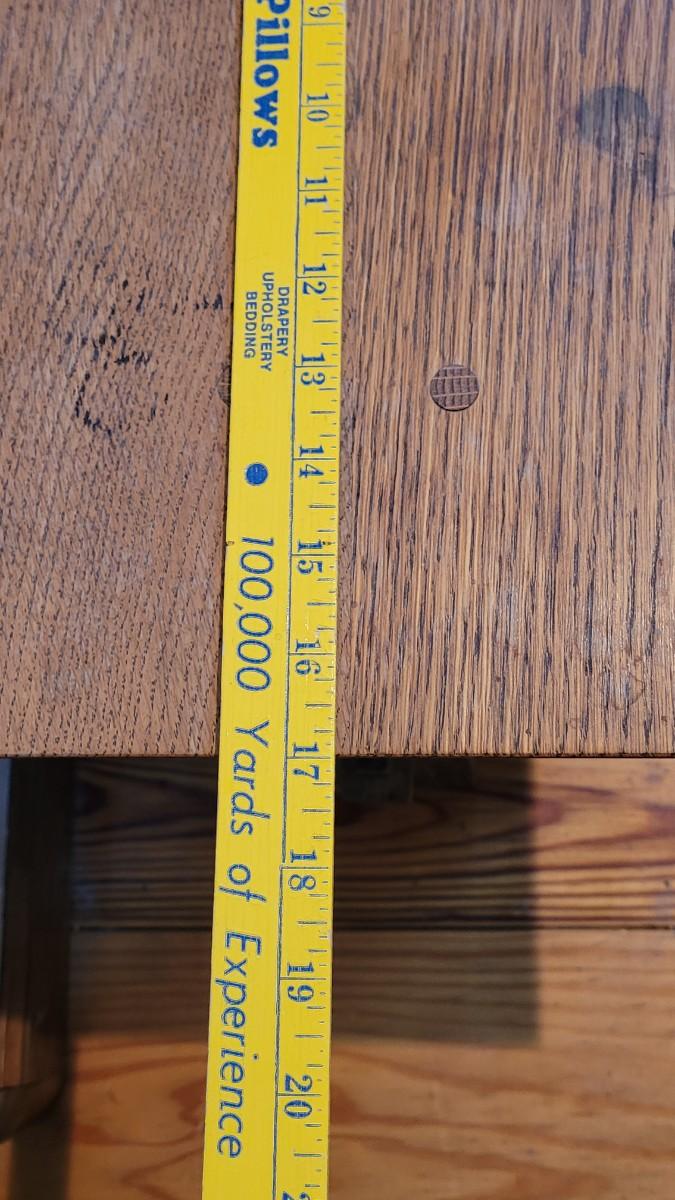 Pillows
DRAPERY
UPHOLSTERY
BEDDING
100,000 Yards of Experience
9 10 11 12 13 14 15 16 17 18 19 20